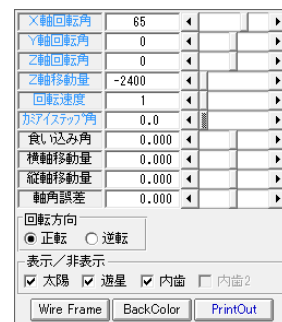 X軸回転角 65
Y軸回転角 0
Z軸回転角 0
Z軸移動量 -2400
回転速度 1
カミアイステップ角 0.0
食い込み角 0.000
横軸移動量 0.000
縦軸移動量 0.000
軸角誤差 0.000
回転方向
正転 逆転
表示／非表示
太陽 遊星 内歯 内歯2
Wire Frame BackColor PrintOut